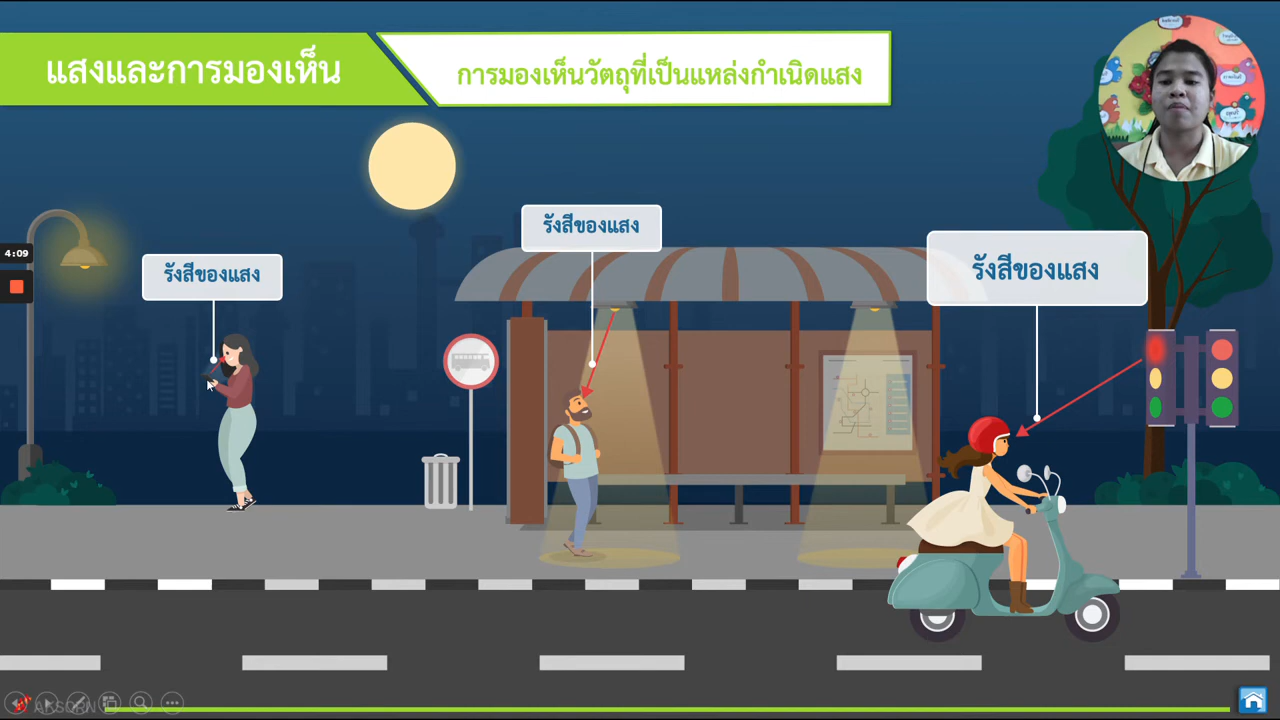 แสงและการมองเห็น
การมองเห็นวัตถุที่เป็นแหล่งกำเนิดแสง
รังสีของแสง
รังสีของแสง
รังสีของแสง
4:09
AKSORN